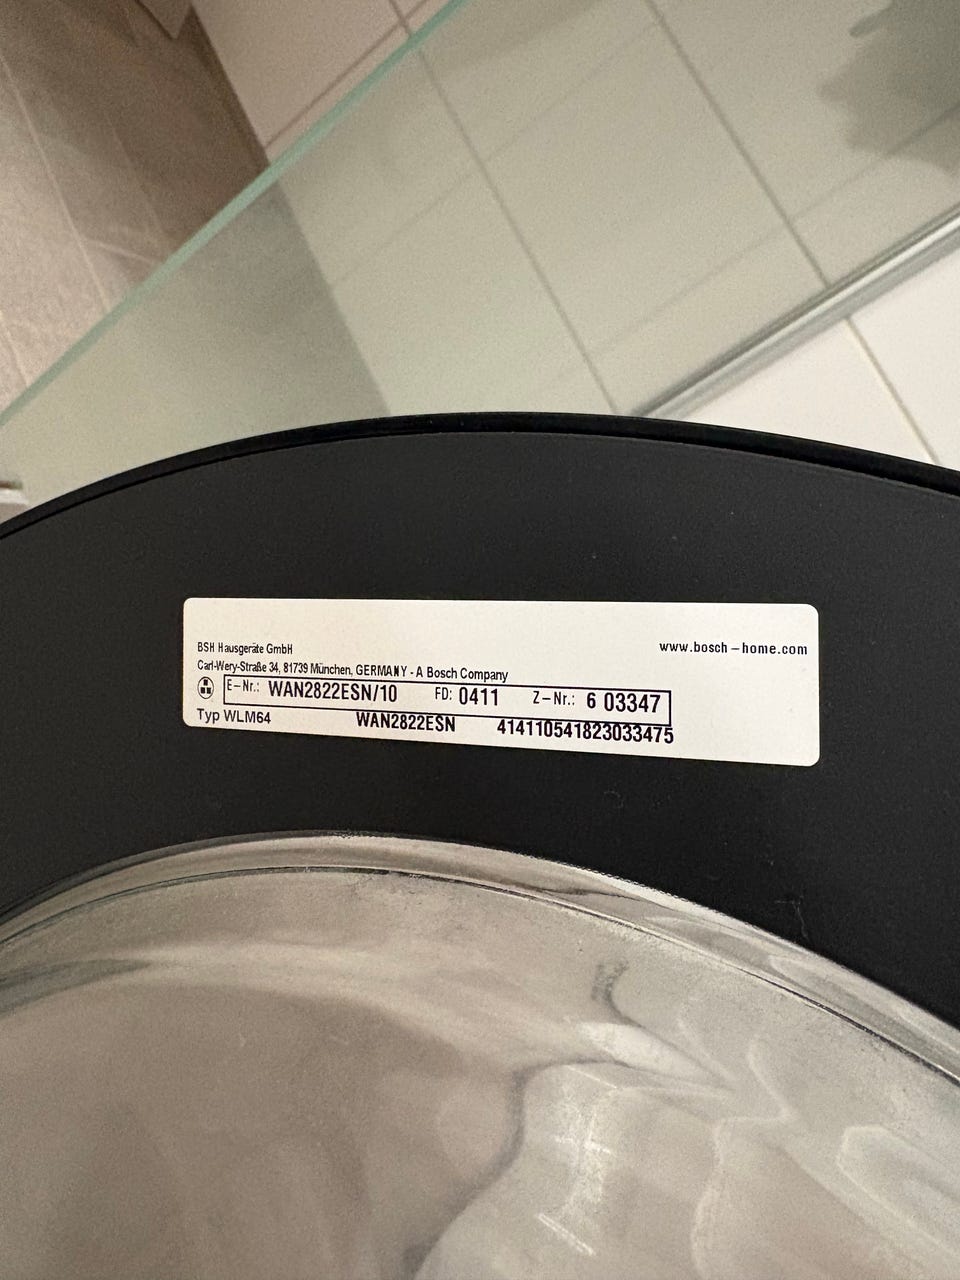 BSH Hausgeräte GmbH www.bosch-home.com
Carl-Wery-Straße 34, 81739 München, GERMANY - A Bosch Company
E-Nr.: WAN2822ESN/10 FD: 0411 Z-Nr.: 6 03347
Typ WLM64 WAN2822ESN 414110541823033475